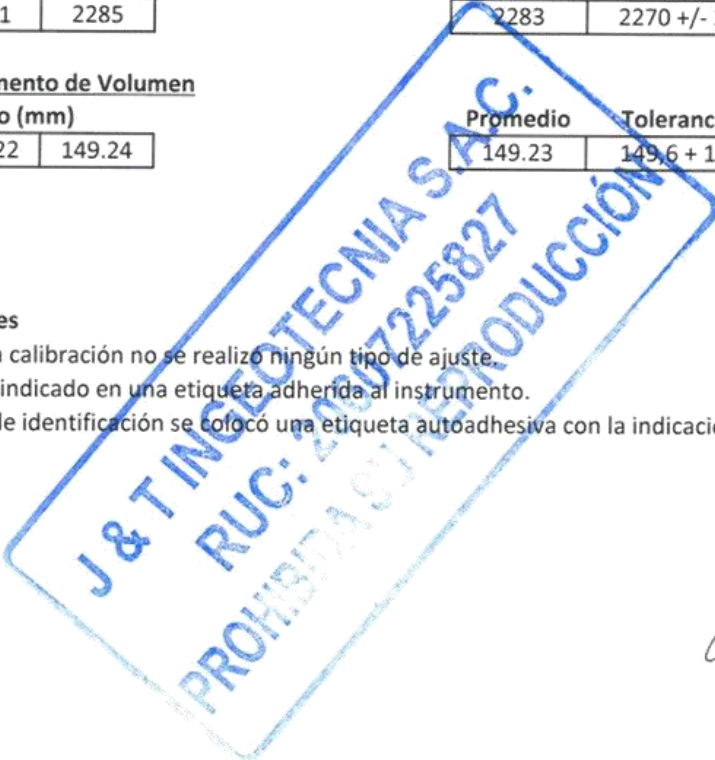 1 2285 2283 2270 +/-
mento de Volumen
o (mm) Promedio Toleranc
22 149.24 149.23 149,6 + 1
es
a calibración no se realizó ningún tipo de ajuste.
indicado en una etiqueta adherida al instrumento.
de identificación se colocó una etiqueta autoadhesiva con la indicació
J & T INGEOTECNIA S.A.C.
RUC: 20607225827
PROHIBIDA SU REPRODUCCIÓN